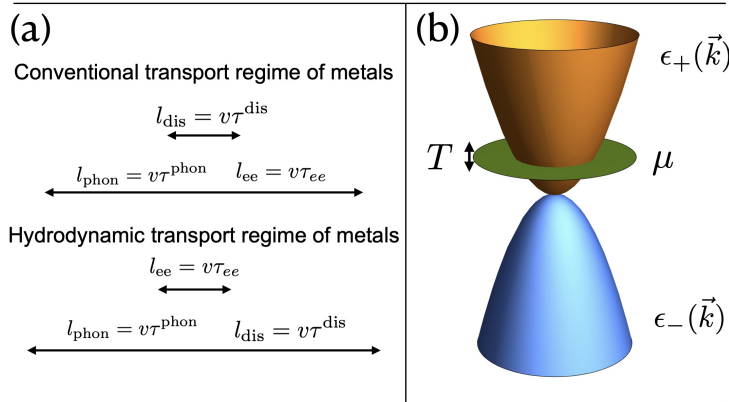 (a)
Conventional transport regime of metals
l_dis = vτ^dis
l_phon = vτ^phon l_ee = vτ_ee
Hydrodynamic transport regime of metals
l_ee = vτ_ee
l_phon = vτ^phon l_dis = vτ^dis
(b)
ϵ_+(k⃗)
T
μ
ϵ_−(k⃗)